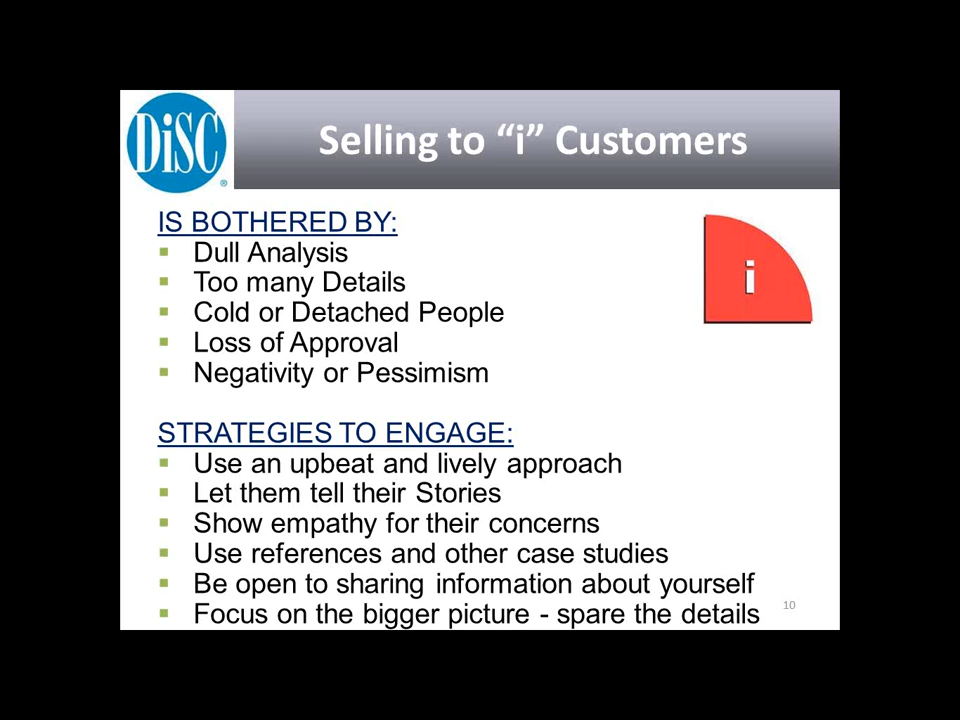 DiSC®
Selling to “i” Customers
IS BOTHERED BY:
▪ Dull Analysis
▪ Too many Details
▪ Cold or Detached People
▪ Loss of Approval
▪ Negativity or Pessimism
i
STRATEGIES TO ENGAGE:
▪ Use an upbeat and lively approach
▪ Let them tell their Stories
▪ Show empathy for their concerns
▪ Use references and other case studies
▪ Be open to sharing information about yourself
▪ Focus on the bigger picture - spare the details
10